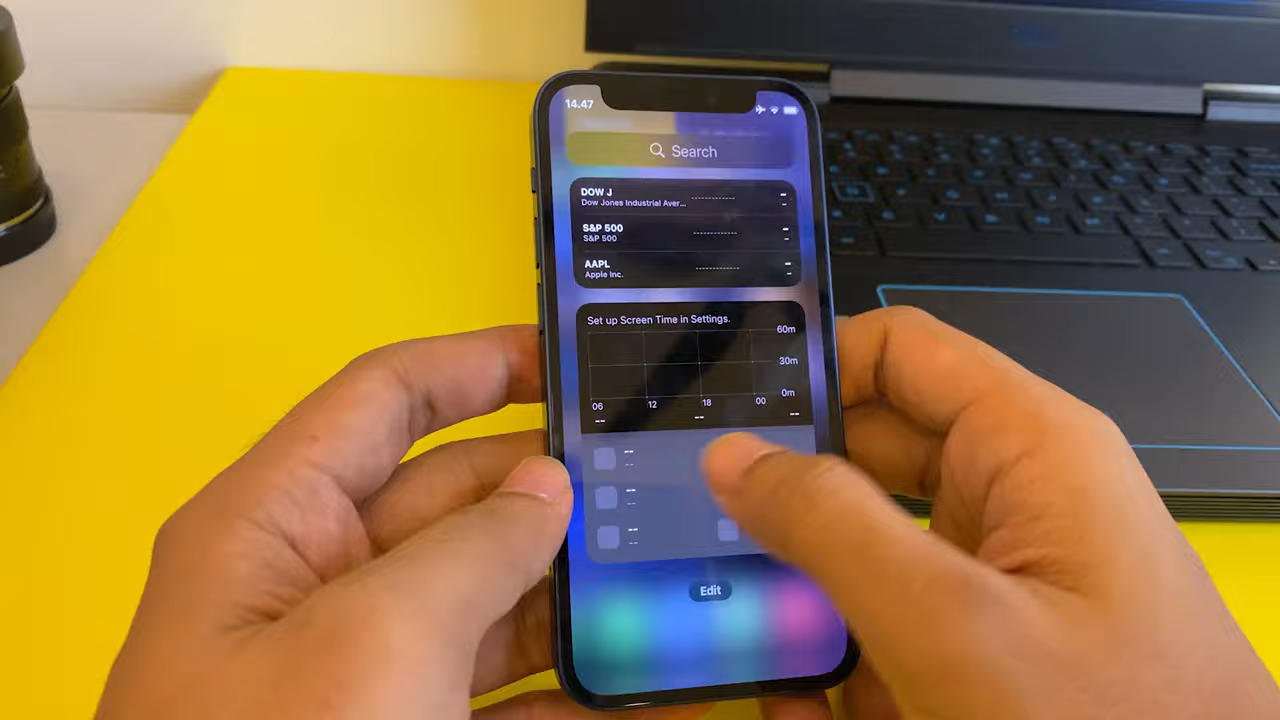 14.47
Search
DOW J
Dow Jones Industrial Aver...
S&P 500
S&P 500
AAPL
Apple Inc.
Set up Screen Time in Settings.
60m
30m
0m
06 12 18 00
-- -- --
--
--
--
--
--
--
Edit